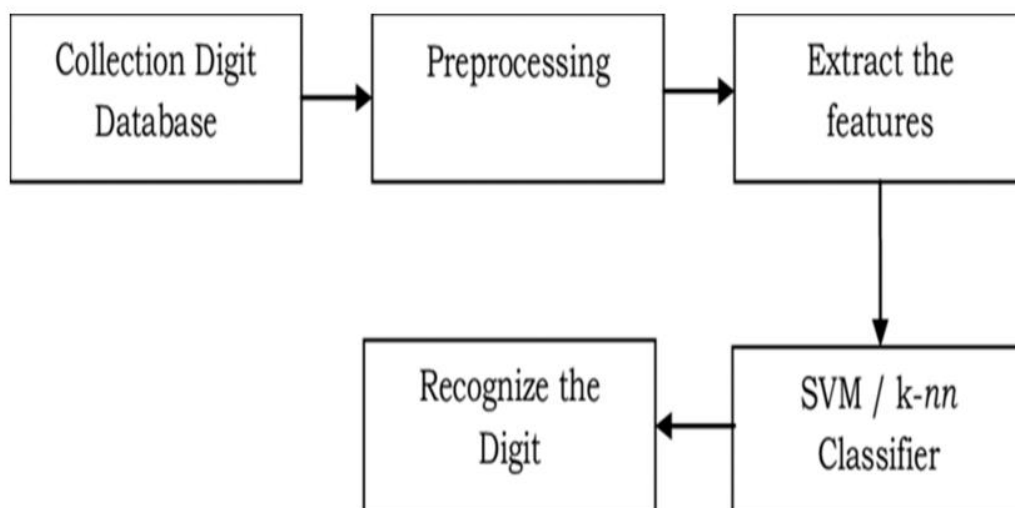 Collection Digit
Database
Preprocessing
Extract the
features
SVM / k-nn
Classifier
Recognize the
Digit